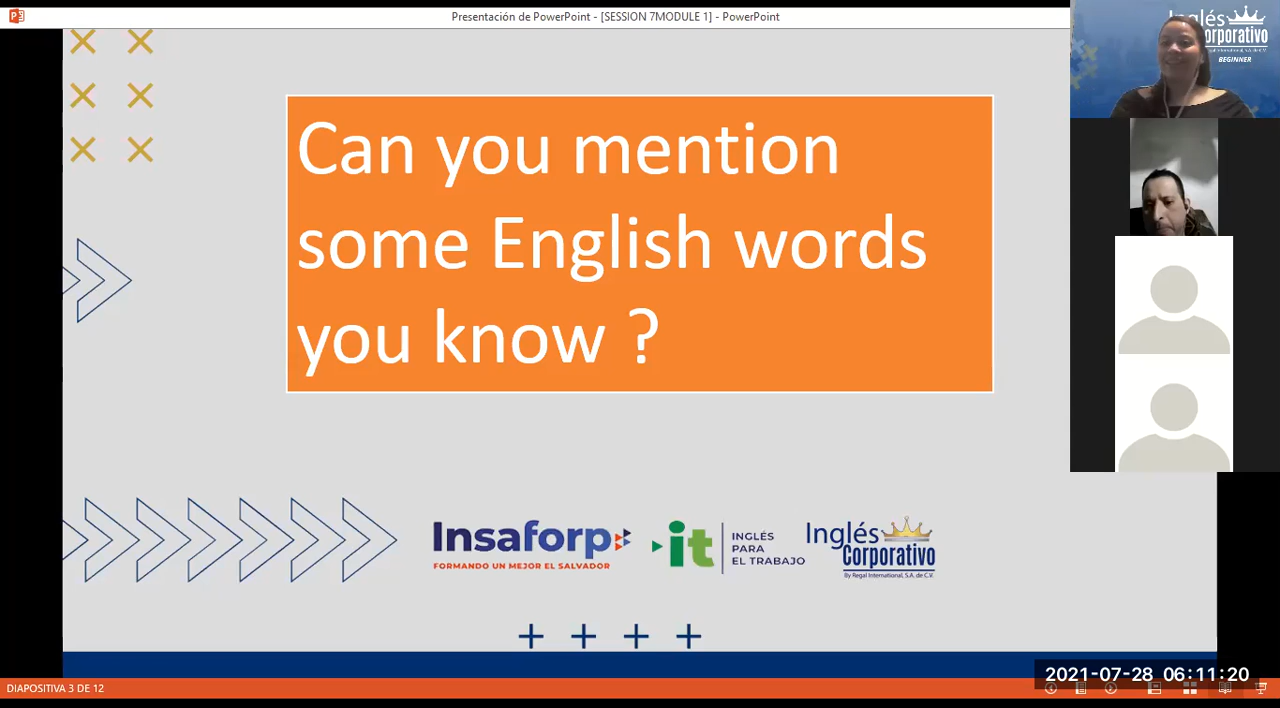 Presentación de PowerPoint - [SESSION 7MODULE 1] - PowerPoint
Inglés
Corporativo
BEGINNER
Can you mention
some English words
you know ?
Insaforp
FORMANDO UN MEJOR EL SALVADOR
it
INGLÉS
PARA
EL TRABAJO
Inglés
Corporativo
By Regal International, S.A. de C.V.
2021-07-28 06:11:20
DIAPOSITIVA 3 DE 12